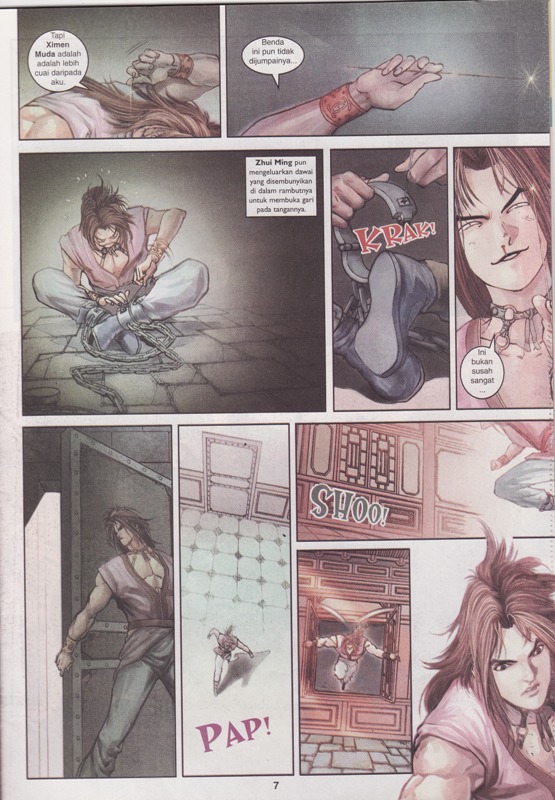 Tapi
Ximen
Muda adalah
adalah lebih
cuai daripada
aku.
Benda
ini pun tidak
dijumpainya...
Zhui Ming pun
mengeluarkan dawai
yang disembunyikan
di dalam rambutnya
untuk membuka gari
pada tangannya.
KRAK!
Ini
bukan
susah
sangat
...
SHOO!
PAP!
7